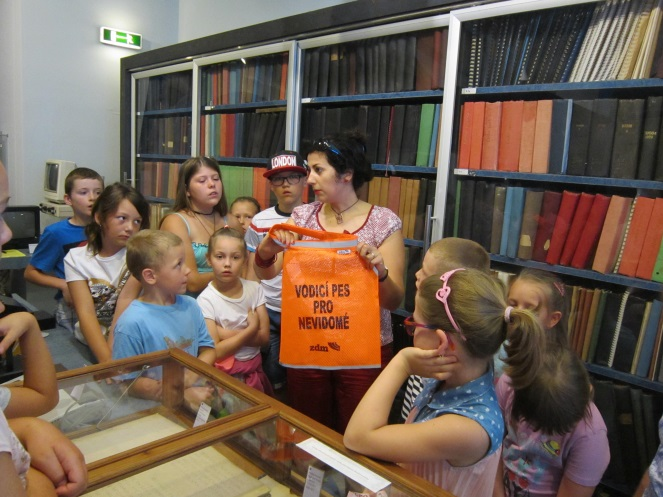 LONDON
VODICÍ PES
PRO
NEVIDOMÉ
zdm